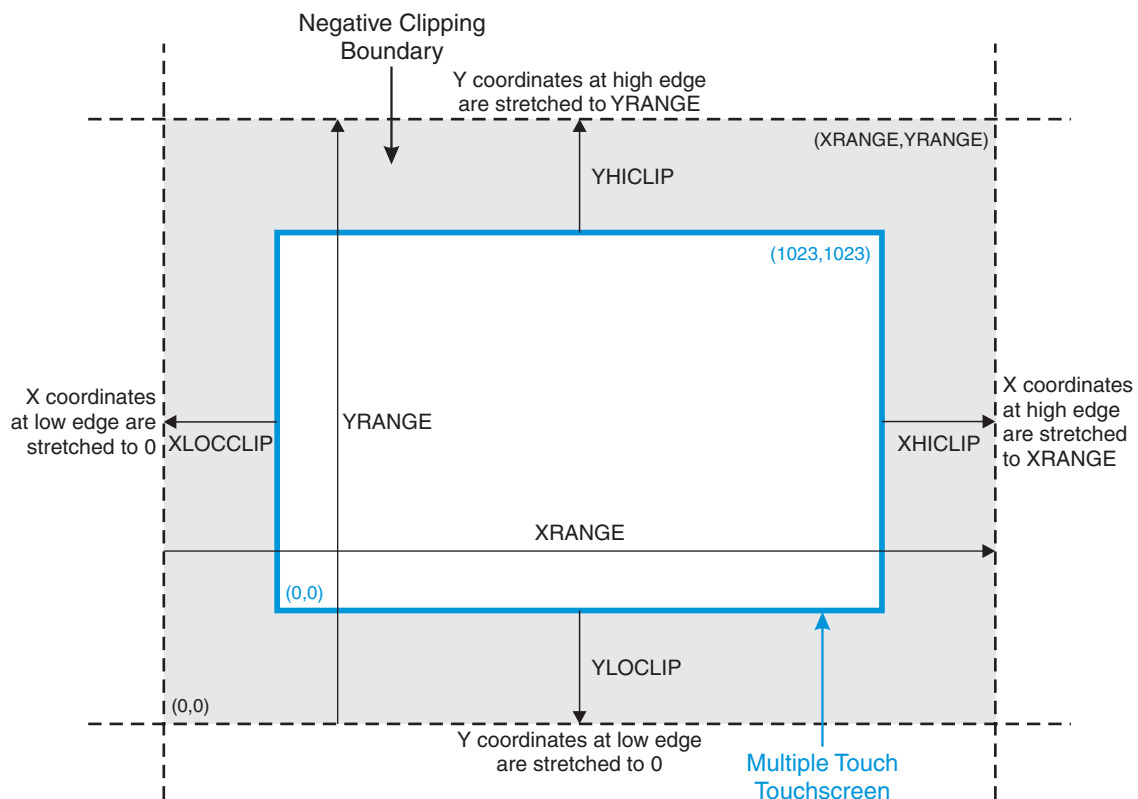 Negative Clipping
Boundary
Y coordinates at high edge
are stretched to YRANGE
(XRANGE,YRANGE)
YHICLIP
(1023,1023)
X coordinates
at low edge are
stretched to 0
XLOCCLIP
YRANGE
XHICLIP
X coordinates
at high edge
are stretched
to XRANGE
XRANGE
(0,0)
YLOCLIP
(0,0)
Y coordinates at low edge
are stretched to 0
Multiple Touch
Touchscreen